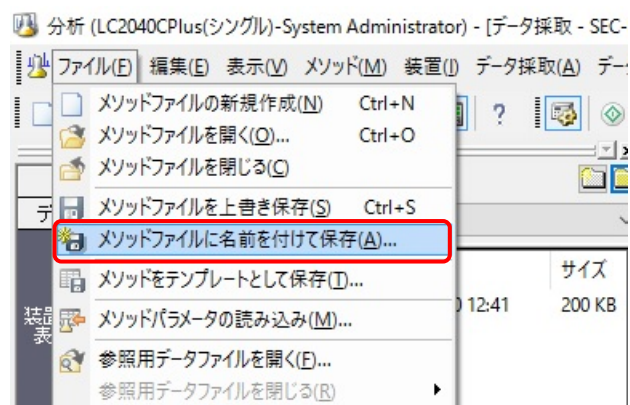 分析 (LC2040CPlus(シングル)-System Administrator) - [データ採取 - SEC-
ファイル(F) 編集(E) 表示(V) メソッド(M) 装置(I) データ採取(A) デー
メソッドファイルの新規作成(N) Ctrl+N
メソッドファイルを開く(O)... Ctrl+O
メソッドファイルを閉じる(C)
メソッドファイルを上書き保存(S) Ctrl+S
メソッドファイルに名前を付けて保存(A)...
メソッドをテンプレートとして保存(T)...
メソッドパラメータの読み込み(M)...
参照用データファイルを開く(F)...
参照用データファイルを閉じる(R)
デ
サイズ
12:41 200 KB
装置
表